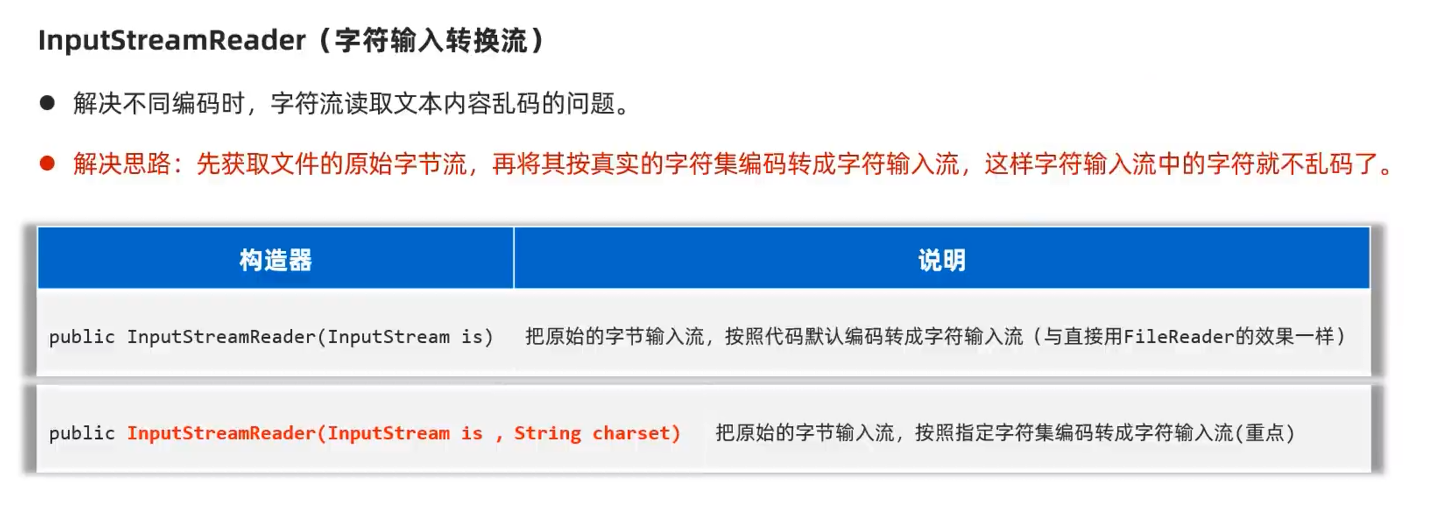 InputStreamReader（字符输入转换流）
● 解决不同编码时，字符流读取文本内容乱码的问题。
● 解决思路：先获取文件的原始字节流，再将其按真实的字符集编码转成字符输入流，这样字符输入流中的字符就不乱码了。
构造器 说明
public InputStreamReader(InputStream is) 把原始的字节输入流，按照代码默认编码转成字符输入流（与直接用FileReader的效果一样）
public InputStreamReader(InputStream is , String charset) 把原始的字节输入流，按照指定字符集编码转成字符输入流(重点)